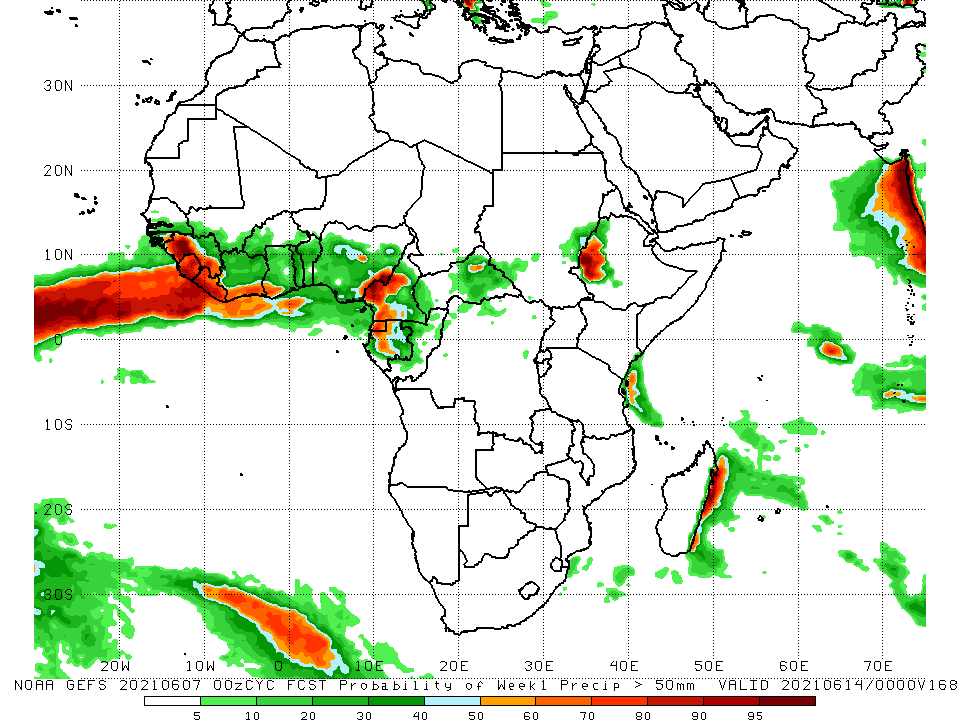 30N
20N
10N
0
10S
20S
30S
20W 10W 0 10E 20E 30E 40E 50E 60E 70E
NOAA GEFS 20210607 00zCYC FCST Probability of Week1 Precip > 50mm VALID 20210614/0000V168
5 10 20 30 40 50 60 70 80 90 95